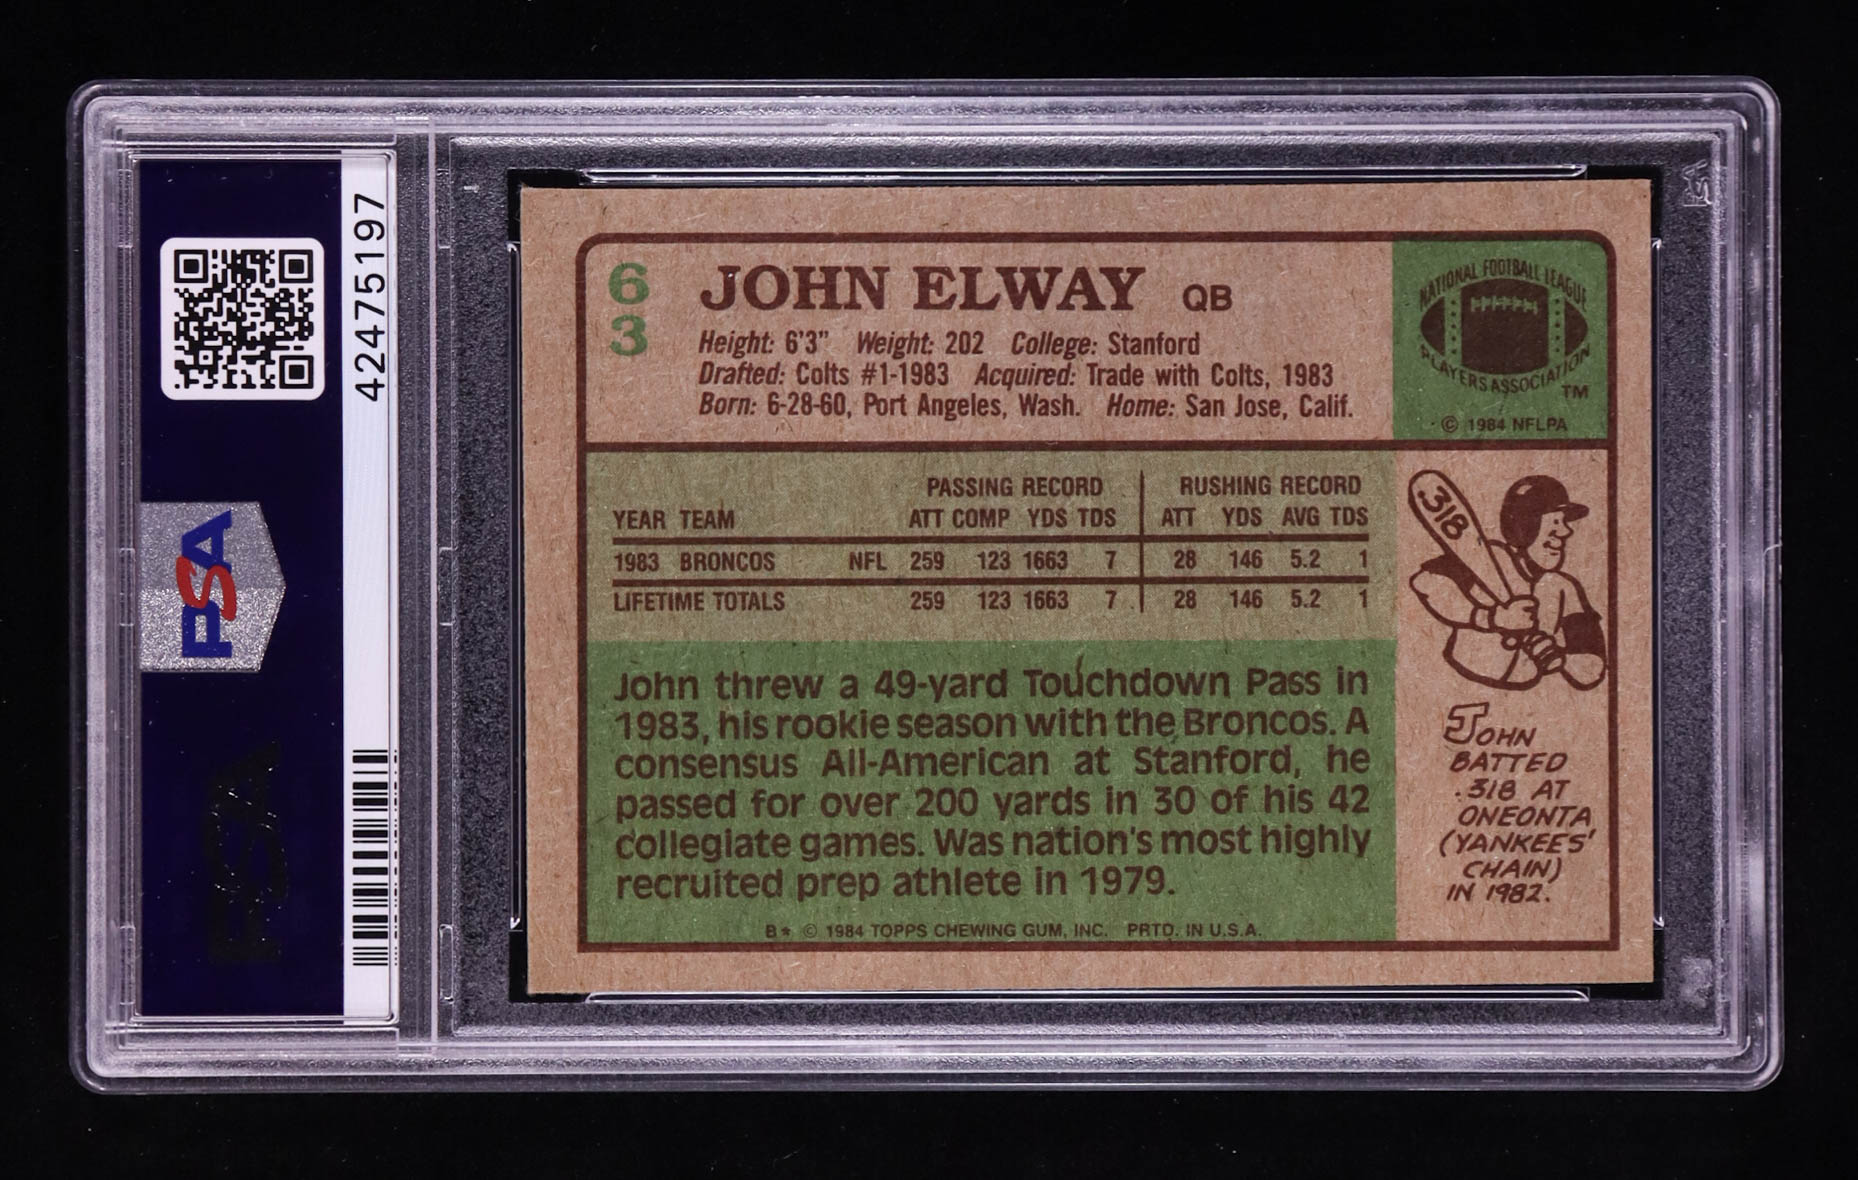 42475197
PSA
PSA
63
JOHN ELWAY QB
Height: 6'3" Weight: 202 College: Stanford
Drafted: Colts #1-1983 Acquired: Trade with Colts, 1983
Born: 6-28-60, Port Angeles, Wash. Home: San Jose, Calif.
NATIONAL FOOTBALL LEAGUE
PLAYERS ASSOCIATION
TM
© 1984 NFLPA
PASSING RECORD RUSHING RECORD
YEAR TEAM ATT COMP YDS TDS ATT YDS AVG TDS
1983 BRONCOS NFL 259 123 1663 7 28 146 5.2 1
LIFETIME TOTALS 259 123 1663 7 28 146 5.2 1
John threw a 49-yard Touchdown Pass in
1983, his rookie season with the Broncos. A
consensus All-American at Stanford, he
passed for over 200 yards in 30 of his 42
collegiate games. Was nation's most highly
recruited prep athlete in 1979.
B* © 1984 TOPPS CHEWING GUM, INC. PRTD. IN U.S.A.
.318
JOHN
BATTED
.318 AT
ONEONTA
(YANKEES'
CHAIN)
IN 1982.
PSA